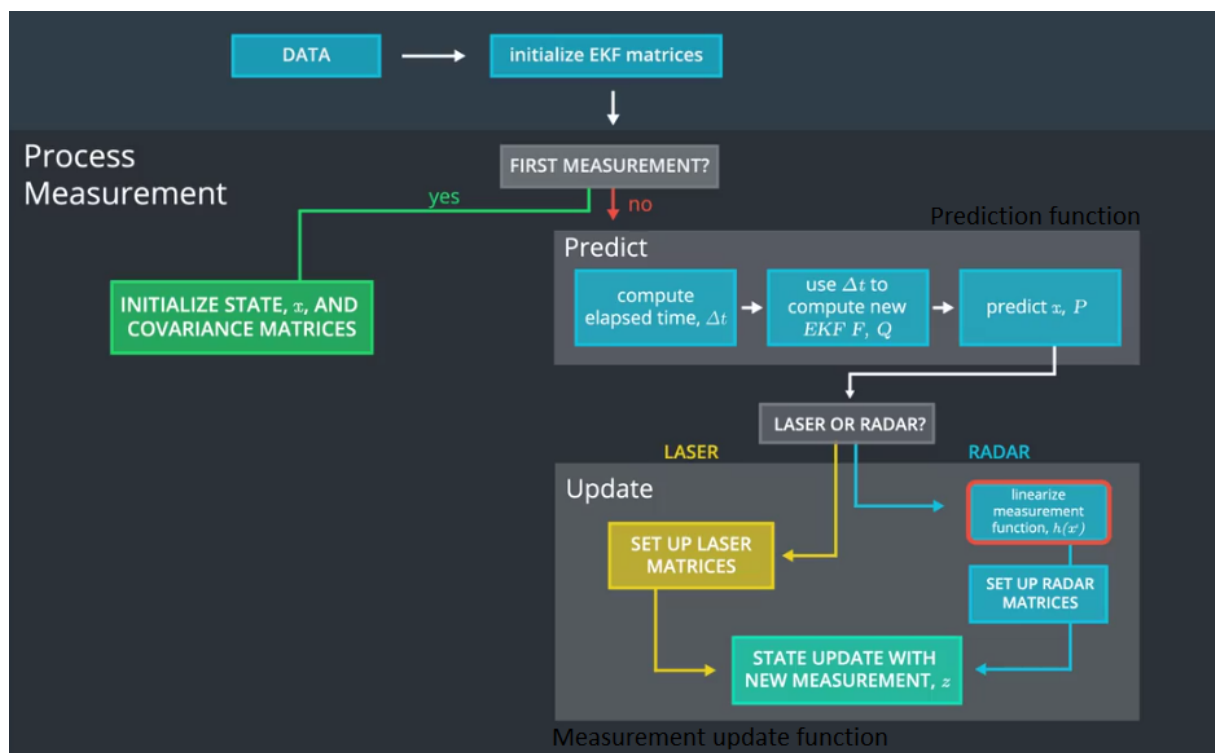 DATA
initialize EKF matrices
Process
Measurement
FIRST MEASUREMENT?
yes
no
Prediction function
Predict
compute
elapsed time, Δt
use Δt to
compute new
EKF F, Q
predict x, P
INITIALIZE STATE, x, AND
COVARIANCE MATRICES
LASER OR RADAR?
LASER
RADAR
Update
linearize
measurement
function, h(x')
SET UP LASER
MATRICES
SET UP RADAR
MATRICES
STATE UPDATE WITH
NEW MEASUREMENT, z
Measurement update function